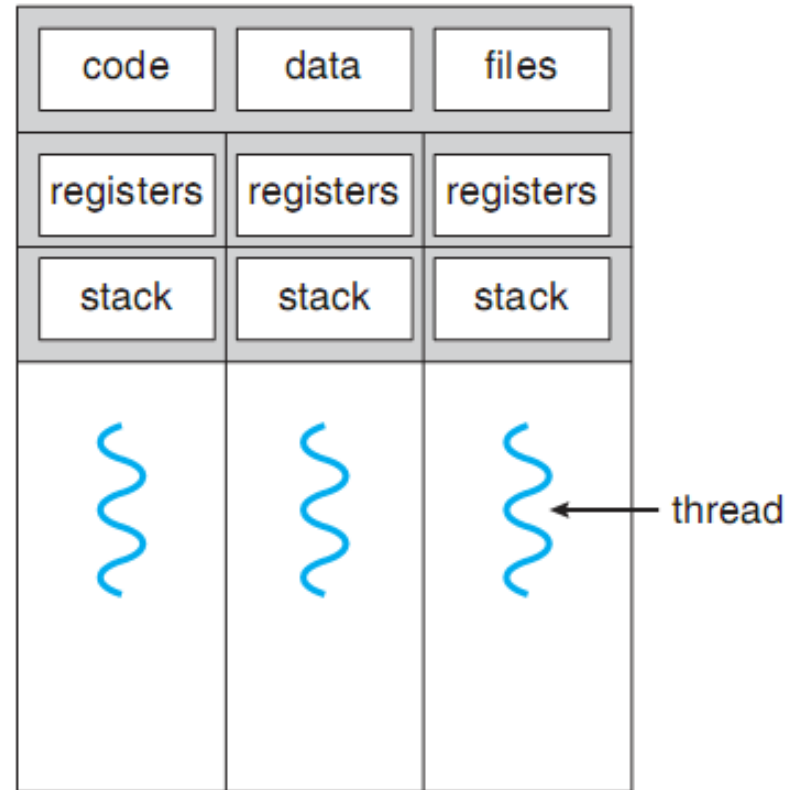 code data files
registers registers registers
stack stack stack
thread